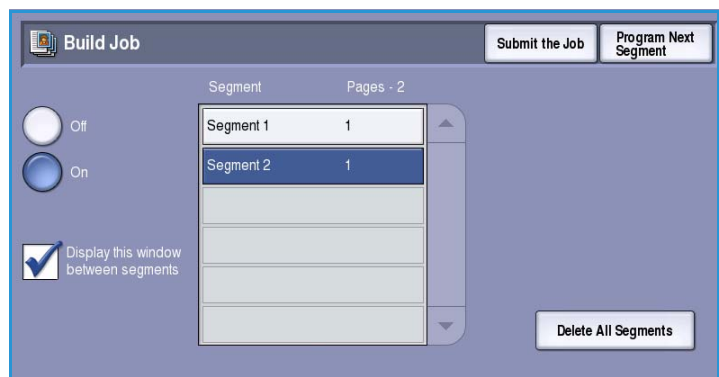 Build Job
Submit the Job
Program Next
Segment
Segment Pages - 2
Off
Segment 1 1
On
Segment 2 1
Display this window
between segments
Delete All Segments